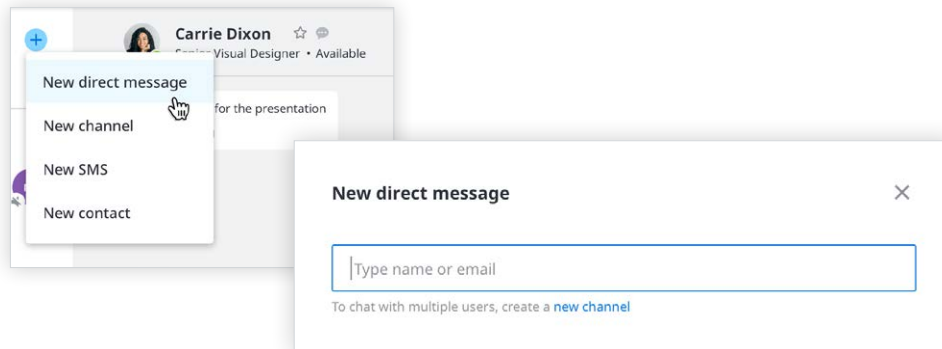 Carrie Dixon
Senior Visual Designer • Available
New direct message
for the presentation
New channel
New SMS
New contact
New direct message
Type name or email
To chat with multiple users, create a new channel